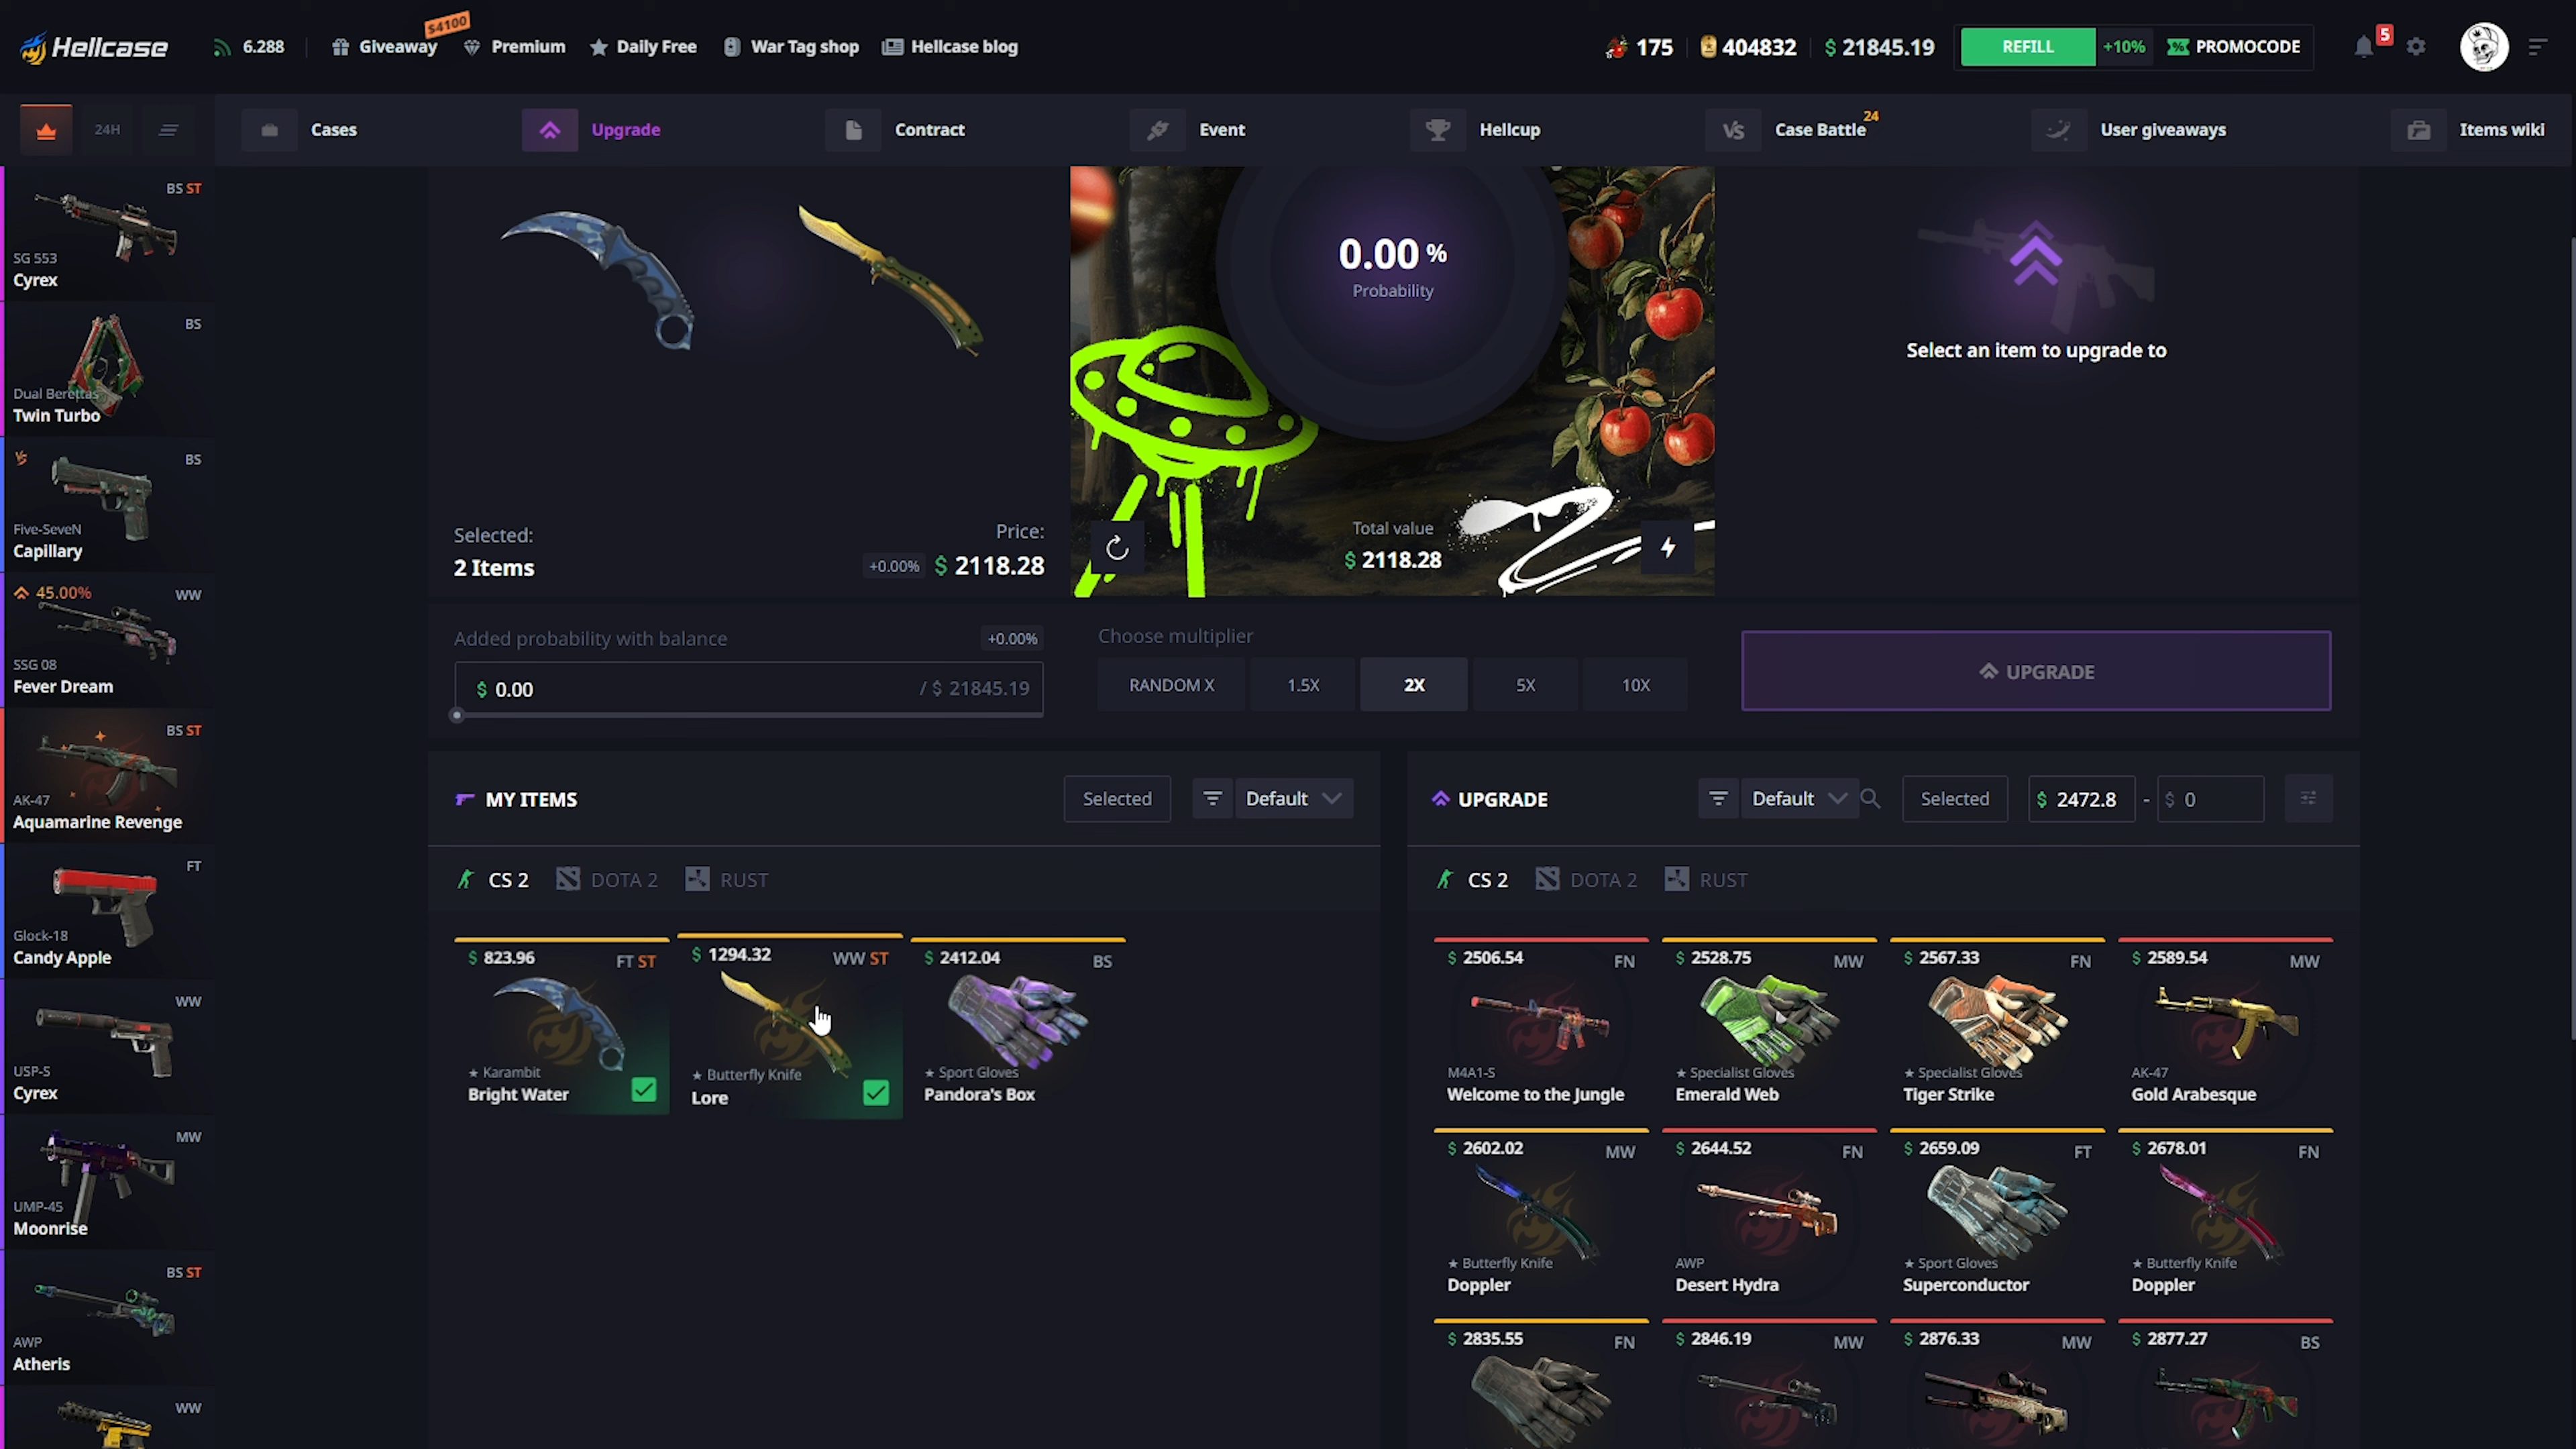 Hellcase
6.288
Giveaway
$4100
Premium
Daily Free
War Tag shop
Hellcase blog
175
404832
$ 21845.19
REFILL
+10%
PROMOCODE
5
24H
Cases
Upgrade
Contract
Event
Hellcup
VS
Case Battle
24
User giveaways
Items wiki
BS ST
SG 553
Cyrex
BS
Dual Berettas
Twin Turbo
VS
BS
Five-SeveN
Capillary
45.00%
WW
SSG 08
Fever Dream
BS ST
AK-47
Aquamarine Revenge
FT
Glock-18
Candy Apple
WW
USP-S
Cyrex
MW
UMP-45
Moonrise
BS ST
AWP
Atheris
WW
Selected:
2 Items
Price:
+0.00% $ 2118.28
0.00 %
Probability
Total value
$ 2118.28
Select an item to upgrade to
Added probability with balance
+0.00%
$ 0.00
/ $ 21845.19
Choose multiplier
RANDOM X
1.5X
2X
5X
10X
UPGRADE
MY ITEMS
Selected
Default
CS 2
DOTA 2
RUST
$ 823.96
FT ST
★ Karambit
Bright Water
$ 1294.32
WW ST
★ Butterfly Knife
Lore
$ 2412.04
BS
★ Sport Gloves
Pandora's Box
UPGRADE
Default
Selected
$ 2472.8
-
$ 0
CS 2
DOTA 2
RUST
$ 2506.54
FN
M4A1-S
Welcome to the Jungle
$ 2528.75
MW
★ Specialist Gloves
Emerald Web
$ 2567.33
FN
★ Specialist Gloves
Tiger Strike
$ 2589.54
MW
AK-47
Gold Arabesque
$ 2602.02
MW
★ Butterfly Knife
Doppler
$ 2644.52
FN
AWP
Desert Hydra
$ 2659.09
FT
★ Sport Gloves
Superconductor
$ 2678.01
FN
★ Butterfly Knife
Doppler
$ 2835.55
FN
$ 2846.19
MW
$ 2876.33
MW
$ 2877.27
BS